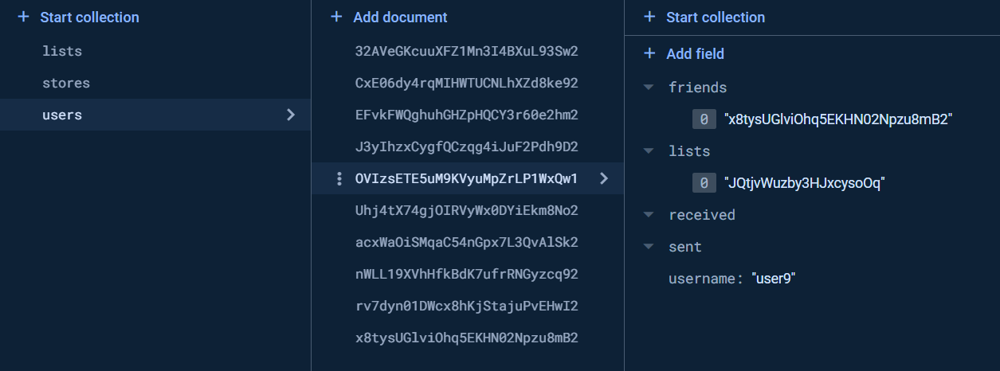 + Start collection
lists
stores
users
+ Add document
32AVeGKcuuXFZ1Mn3I4BXuL93Sw2
CxE06dy4rqMIHWTUCNLhXZd8ke92
EFvkFWQghuhGHZpHQCY3r60e2hm2
J3yIhzxCygfQCzqg4iJuF2Pdh9D2
OVIzsETE5uM9KVyuMpZrLP1WxQw1
Uhj4tX74gjOIRVyWx0DYiEkm8No2
acxWaOiSMqaC54nGpx7L3QvAlSk2
nWLL19XVhHfkBdK7ufrRNGyzcq92
rv7dyn01DWcx8hKjStajuPvEHwI2
x8tysUGlviOhq5EKHN02Npzu8mB2
+ Start collection
+ Add field
friends
0 "x8tysUGlviOhq5EKHN02Npzu8mB2"
lists
0 "JQtjvWuzby3HJxcysoOq"
received
sent
username: "user9"